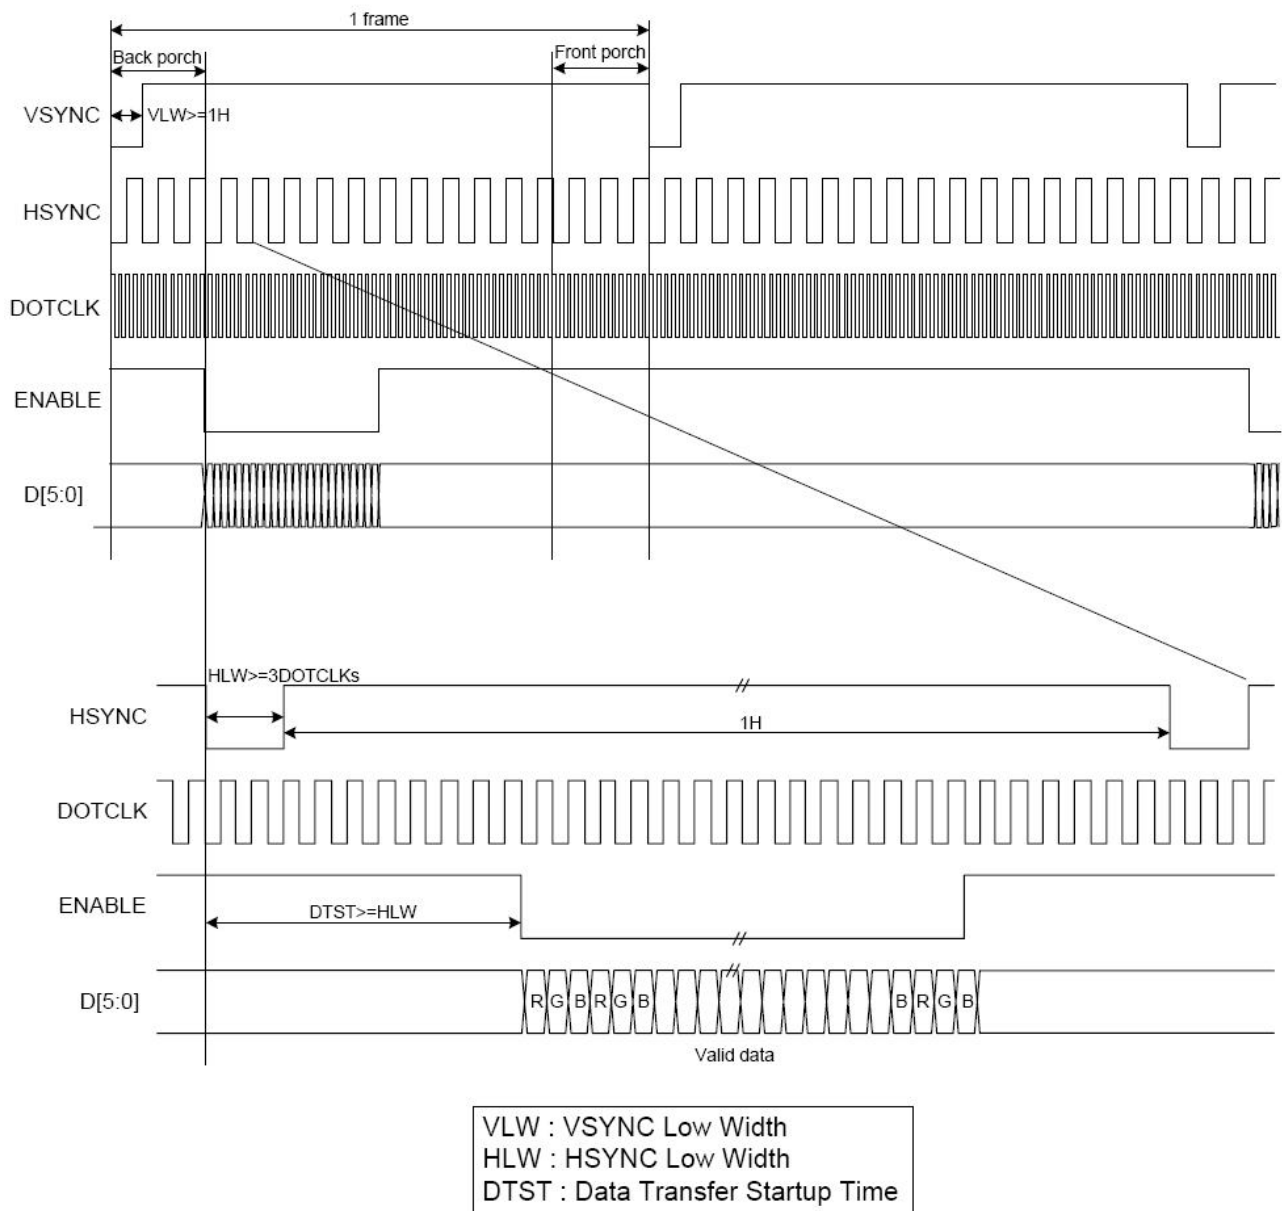 1 frame
Back porch
Front porch
VSYNC
VLW>=1H
HSYNC
DOTCLK
ENABLE
D[5:0]
HLW>=3DOTCLKs
HSYNC
1H
DOTCLK
ENABLE
DTST>=HLW
D[5:0]
R G B R G B B R G B
Valid data
VLW : VSYNC Low Width
HLW : HSYNC Low Width
DTST : Data Transfer Startup Time